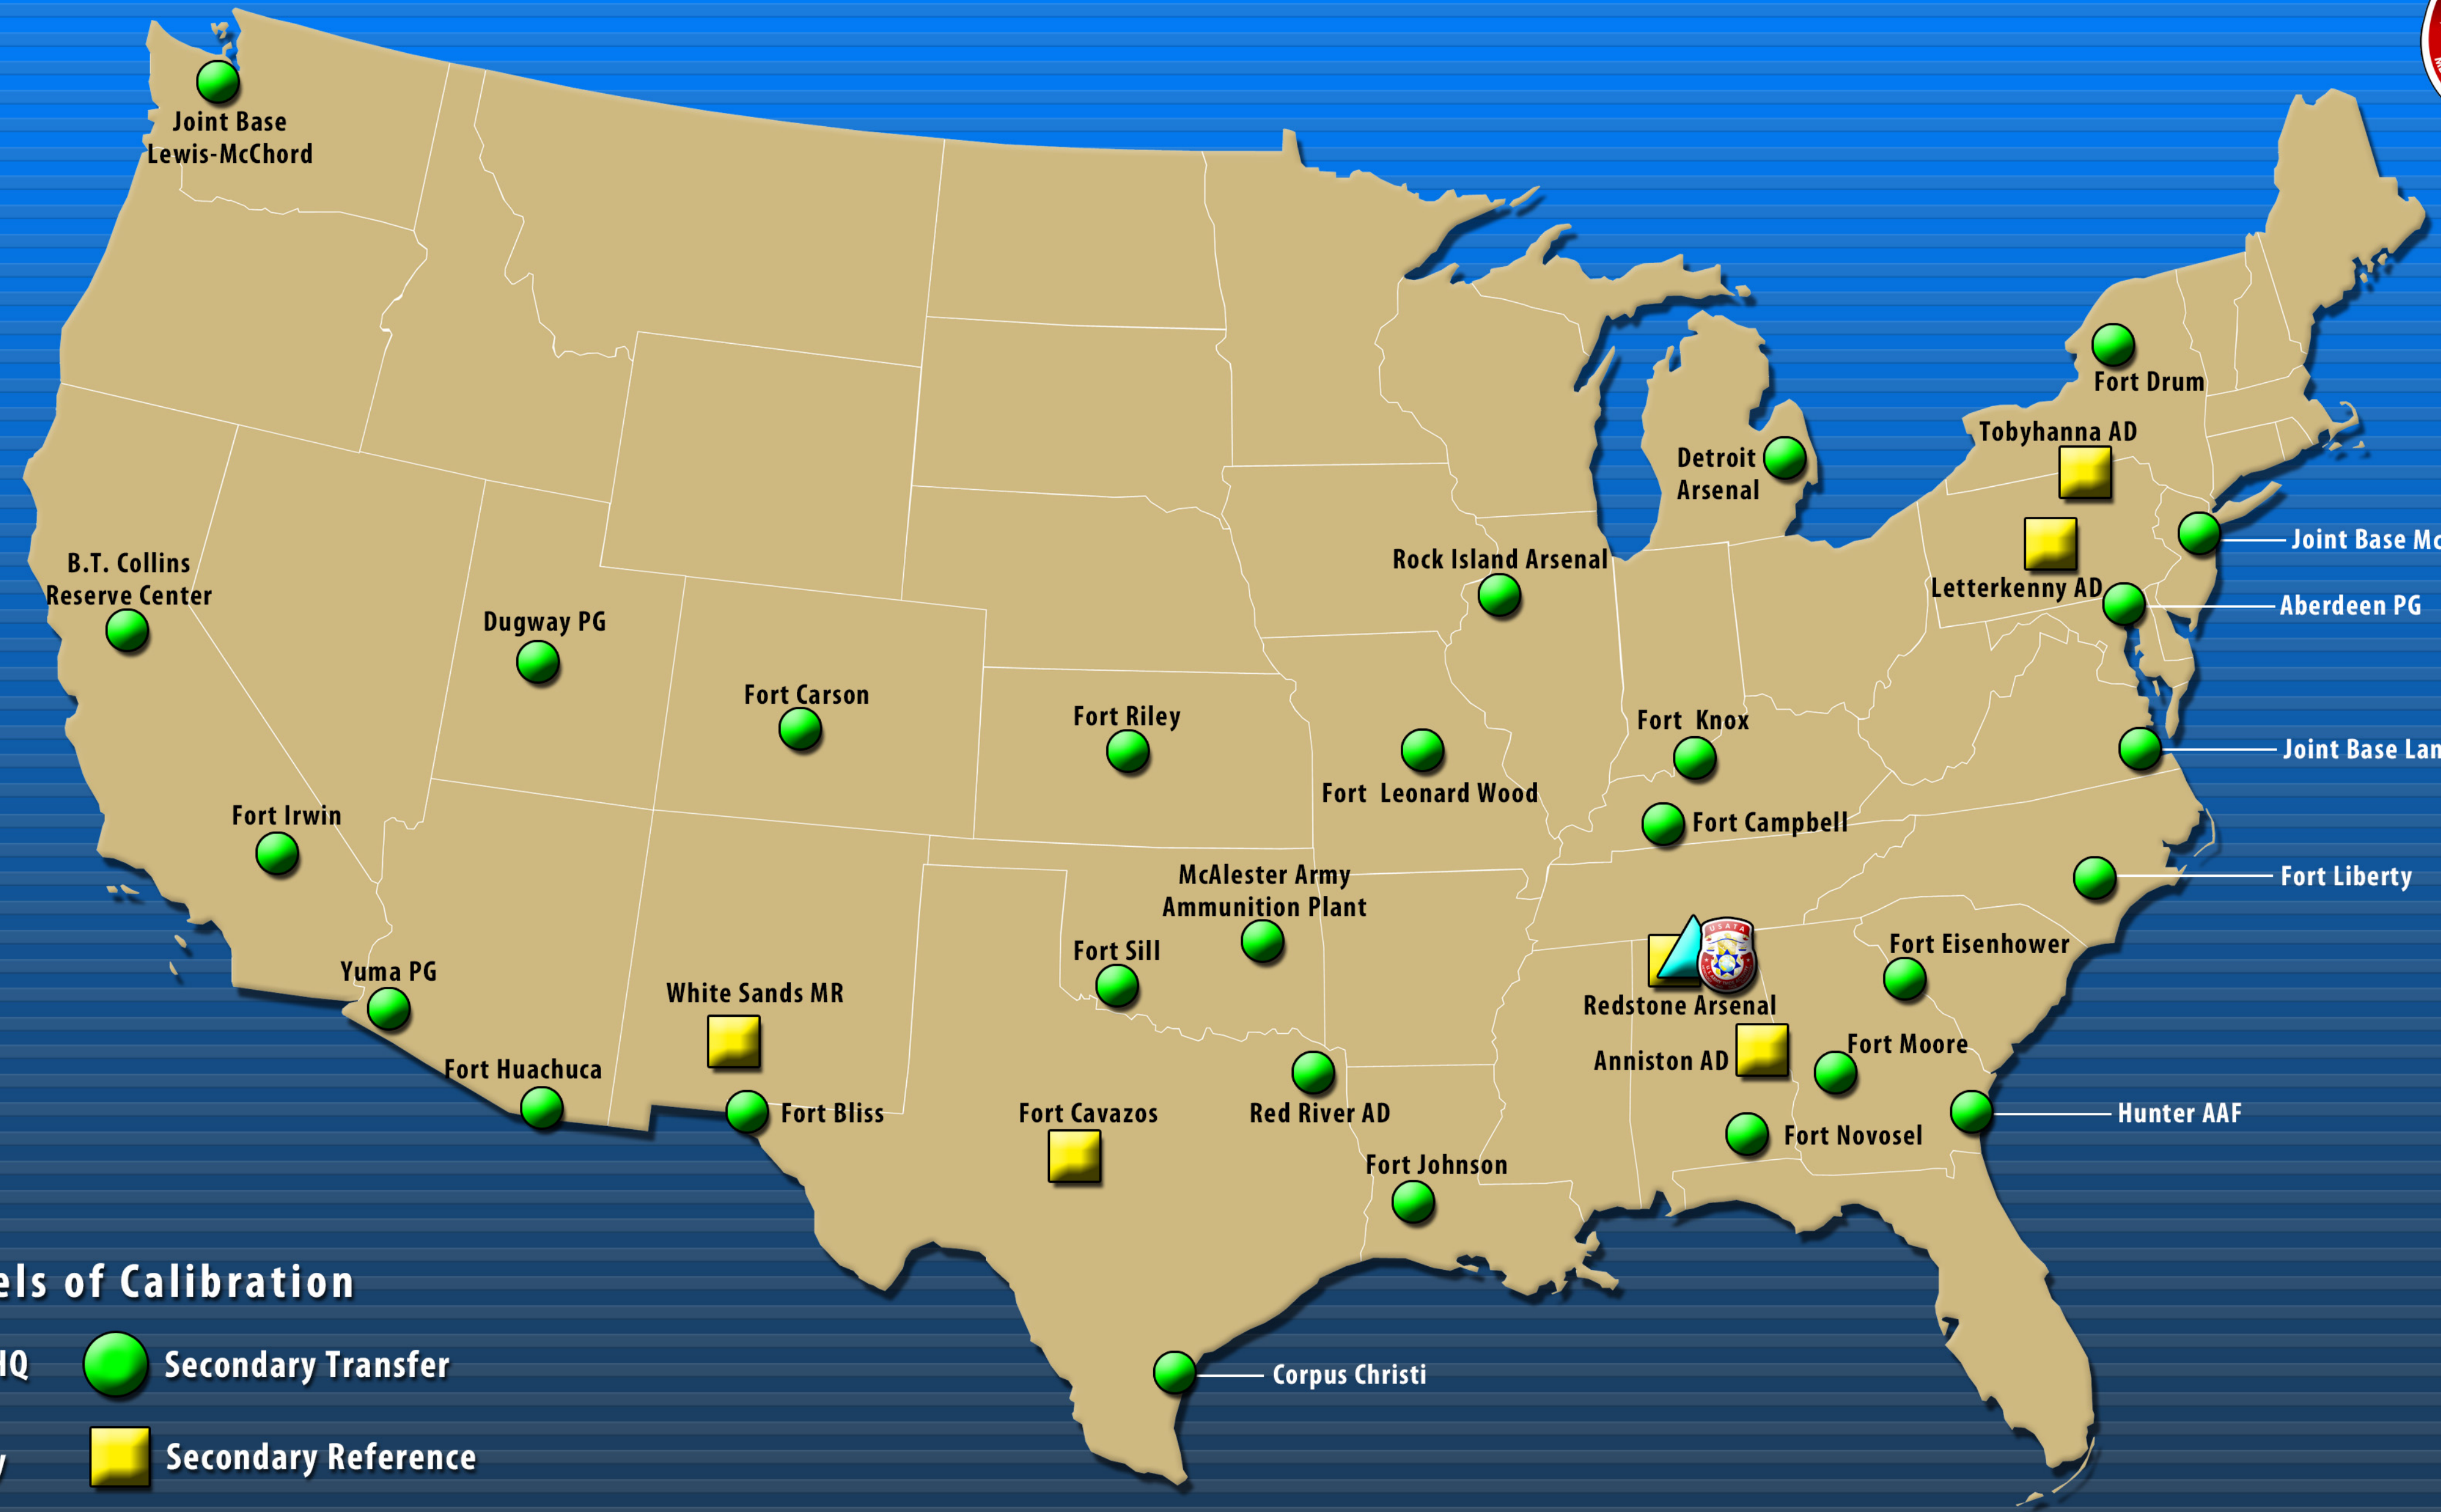 Joint Base
Lewis-McChord
Fort Drum
Tobyhanna AD
Detroit
Arsenal
Joint Base
Rock Island Arsenal
B.T. Collins
Reserve Center
Letterkenny AD
Aberdeen PG
Dugway PG
Fort Carson
Fort Riley
Fort Knox
Joint Base
Fort Leonard Wood
Fort Irwin
Fort Campbell
McAlester Army
Ammunition Plant
Fort Liberty
USATA
Fort Sill
Fort Eisenhower
Yuma PG
White Sands MR
Redstone Arsenal
Fort Moore
Anniston AD
Fort Huachuca
Fort Bliss
Fort Cavazos
Red River AD
Hunter AAF
Fort Novosel
Fort Johnson
of Calibration
Secondary Transfer
Corpus Christi
Secondary Reference